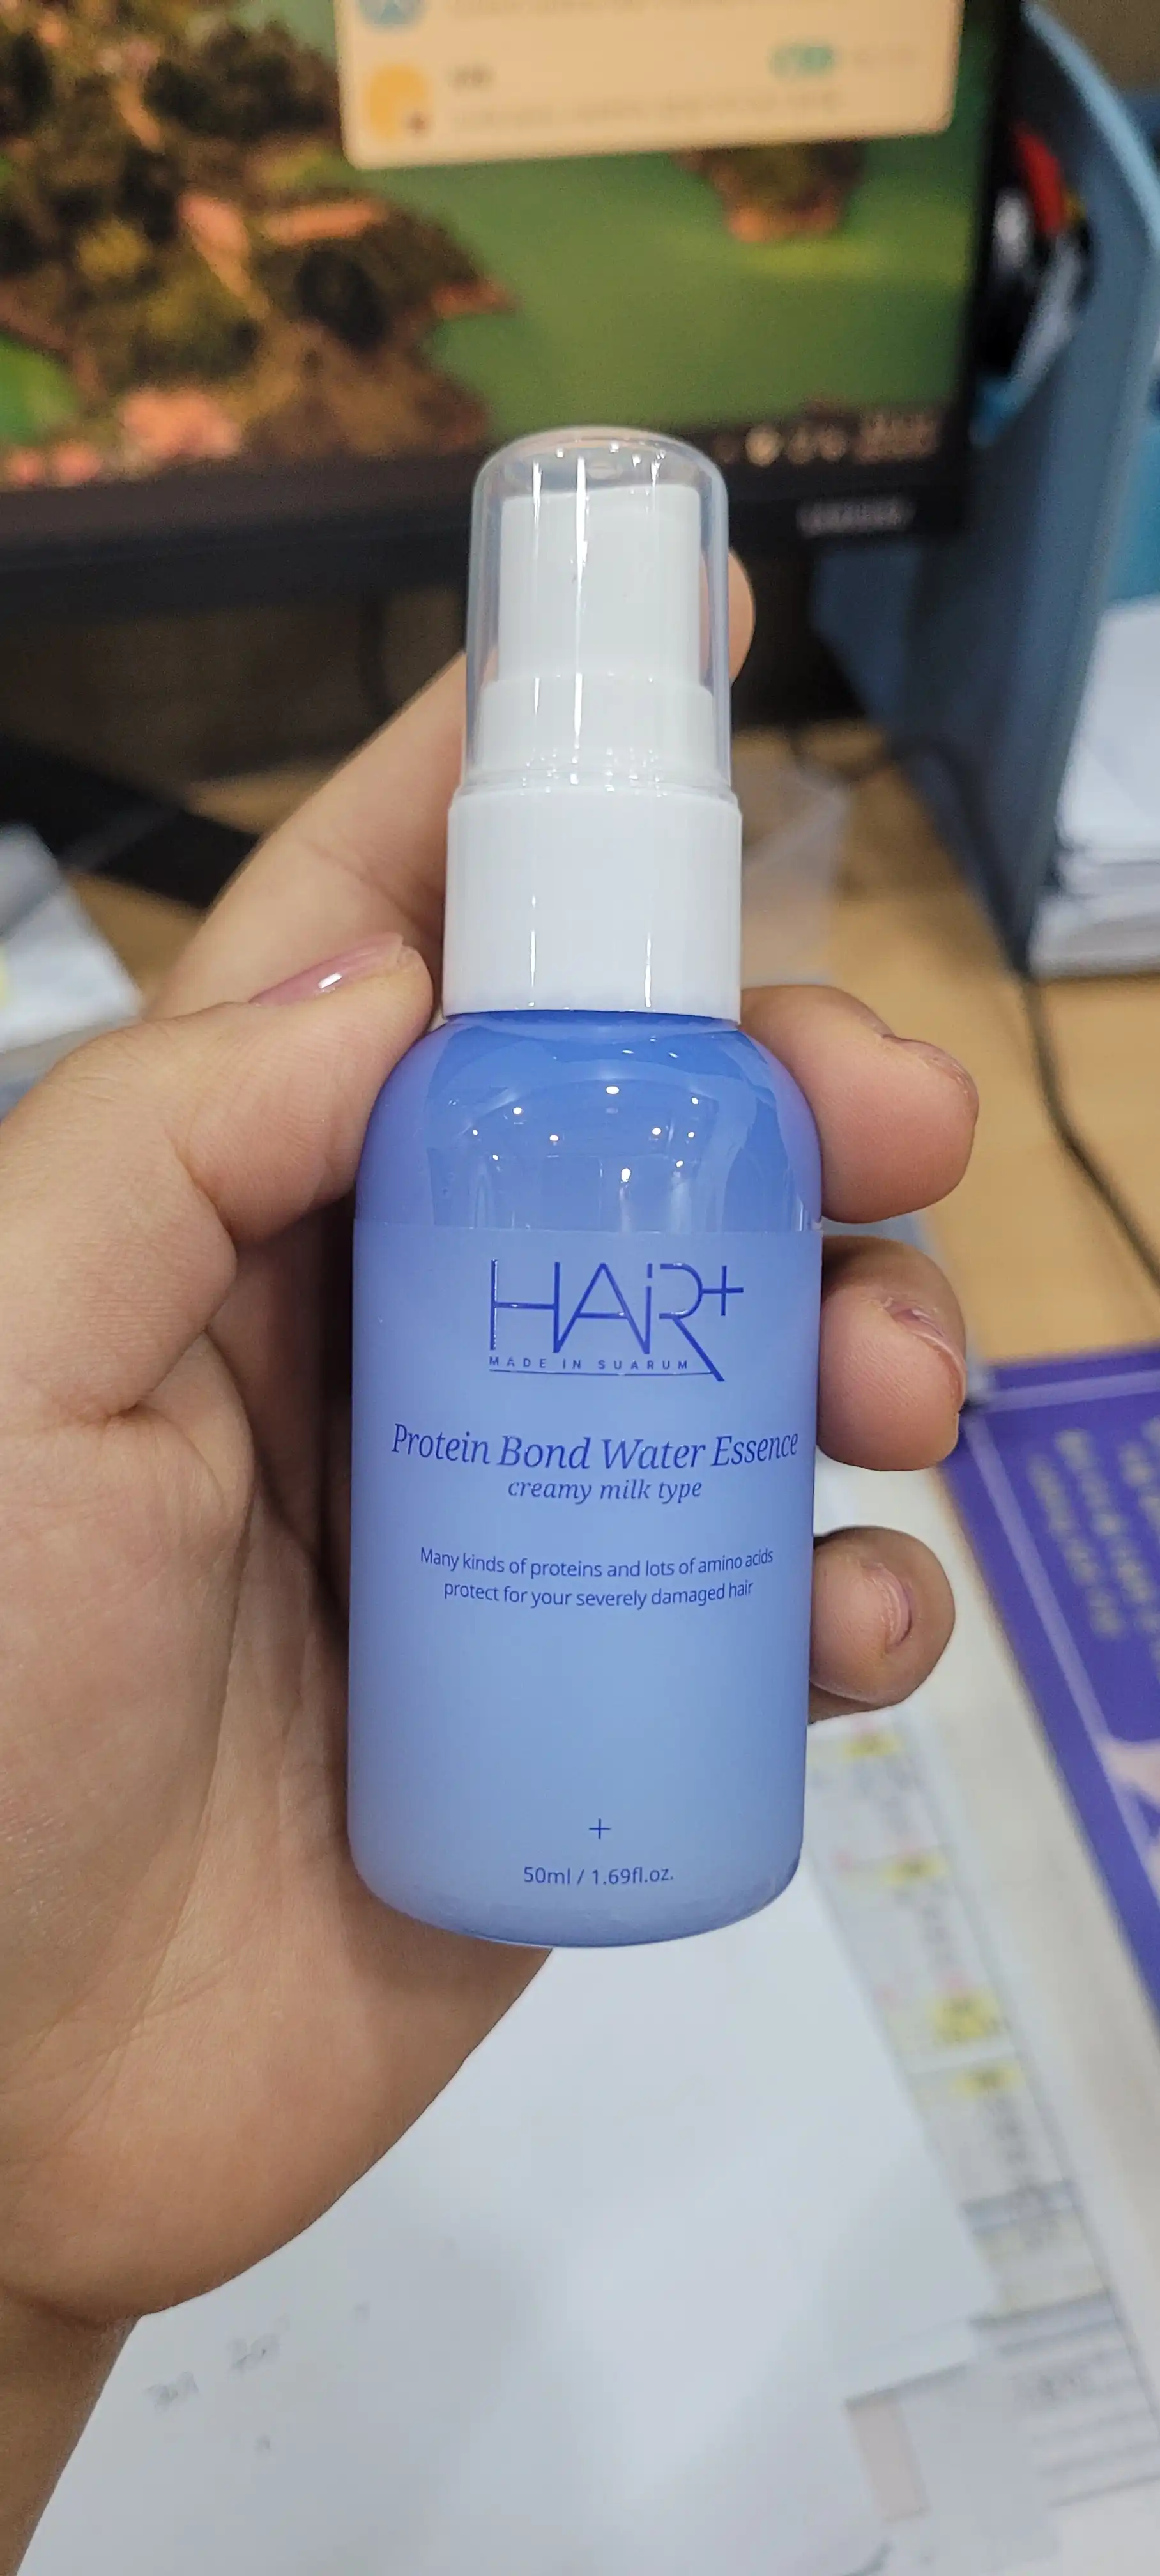 HAiR+
MADE IN SUARUM
Protein Bond Water Essence
creamy milk type
Many kinds of proteins and lots of amino acids
protect for your severely damaged hair
+
50ml / 1.69fl.oz.